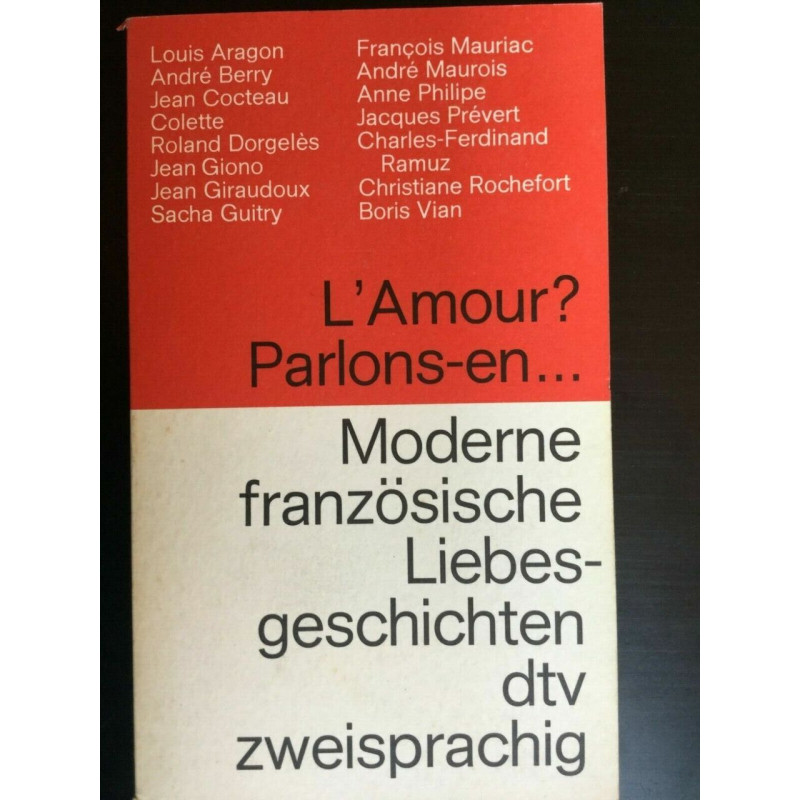 Louis Aragon
André Berry
Jean Cocteau
Colette
Roland Dorgelès
Jean Giono
Jean Giraudoux
Sacha Guitry
François Mauriac
André Maurois
Anne Philipe
Jacques Prévert
Charles-Ferdinand
Ramuz
Christiane Rochefort
Boris Vian
L'Amour?
Parlons-en...
Moderne
französische
Liebes-
geschichten
dtv
zweisprachig